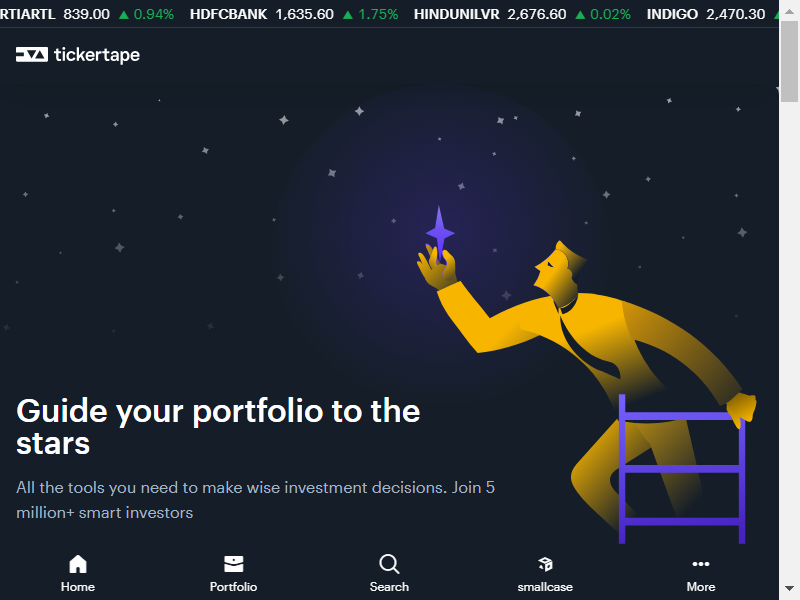 RTIARTL 839.00 ▲ 0.94% HDFCBANK 1,635.60 ▲ 1.75% HINDUNILVR 2,676.60 ▲ 0.02% INDIGO 2,470.30
tickertape
Guide your portfolio to the
stars
All the tools you need to make wise investment decisions. Join 5
million+ smart investors
Home Portfolio Search smallcase More